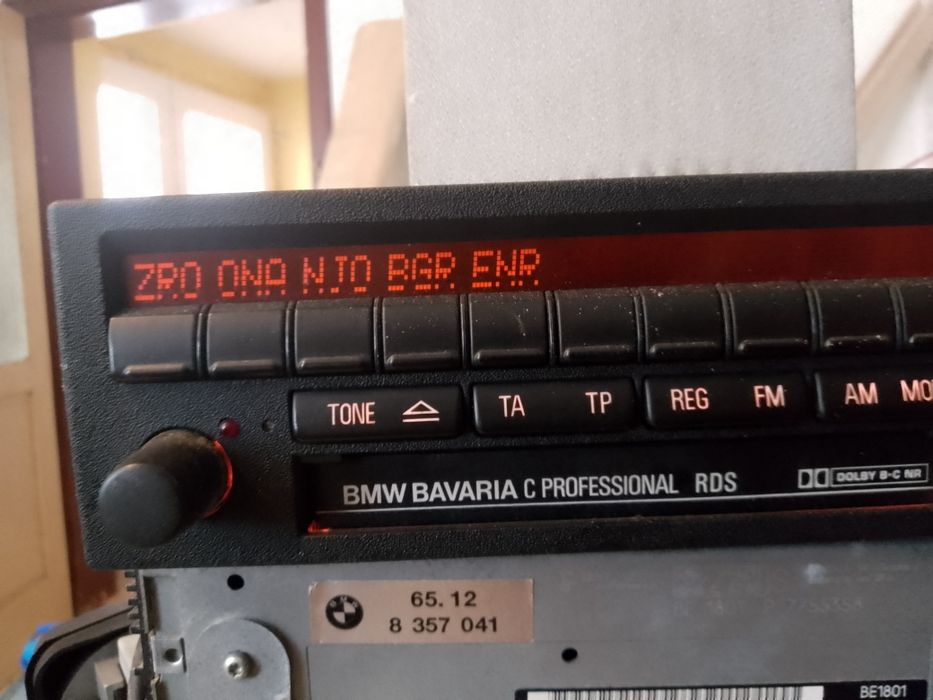 ZRO ONA NJO BGR ENR
TONE TA TP REG FM AM
BMW BAVARIA C PROFESSIONAL RDS
DOLBY B-C NR
BMW
65.12
8 357 041
BE1801